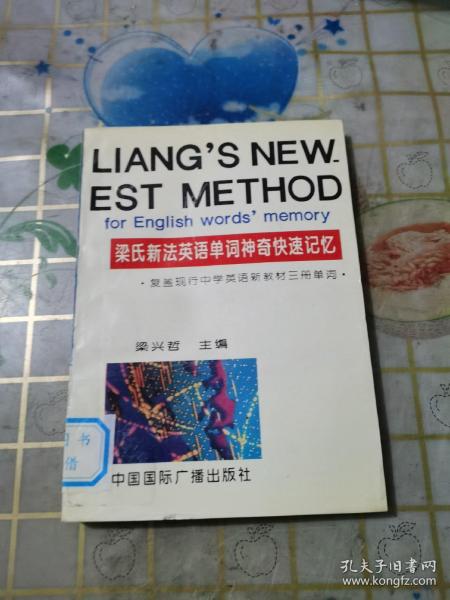 LIANG'S NEW-
EST METHOD
for English words' memory
梁氏新法英语单词神奇快速记忆
·复盖现行中学英语新教材三册单词·
梁兴哲 主编
书
借
中国国际广播出版社
孔夫子旧书网
www.kongfz.com